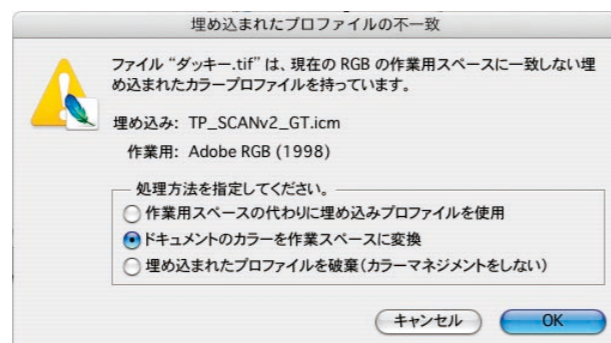 埋め込まれたプロファイルの不一致
ファイル “ダッキー.tif” は、現在の RGB の作業用スペースに一致しない埋
め込まれたカラープロファイルを持っています。
埋め込み: TP_SCANv2_GT.icm
作業用: Adobe RGB (1998)
処理方法を指定してください。
作業用スペースの代わりに埋め込みプロファイルを使用
ドキュメントのカラーを作業スペースに変換
埋め込まれたプロファイルを破棄(カラーマネジメントをしない)
キャンセル OK